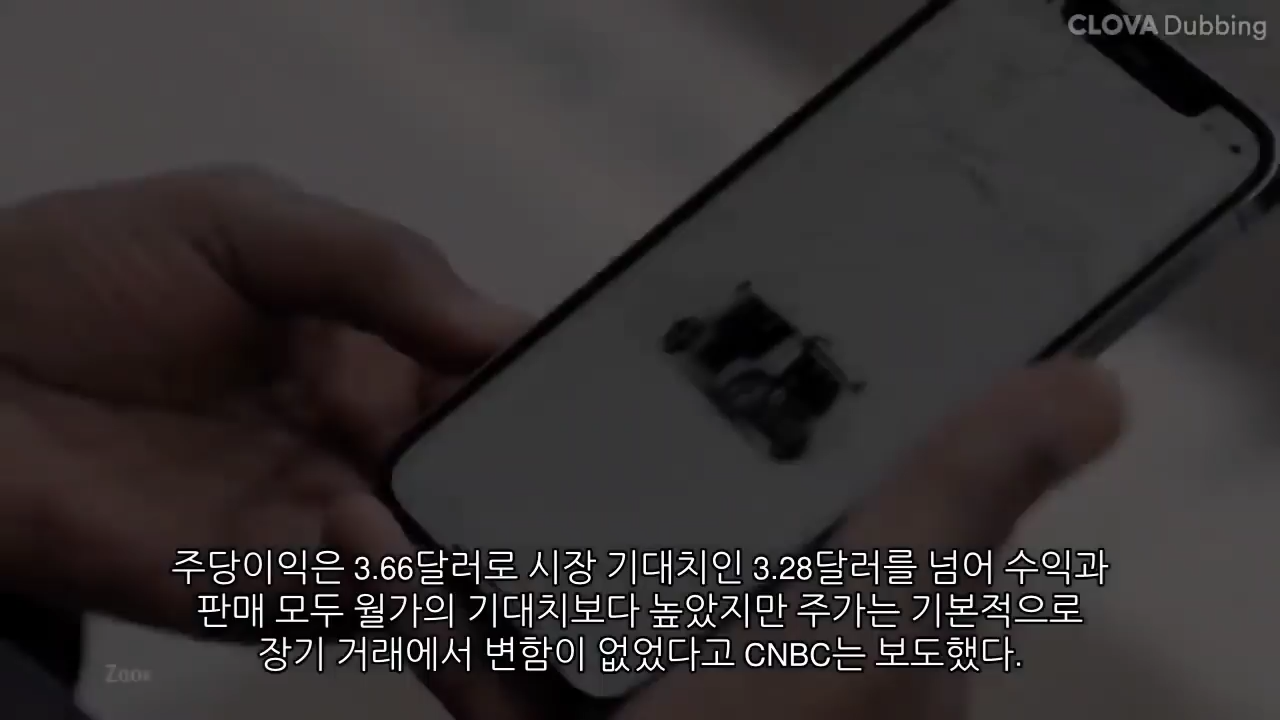 CLOVA Dubbing
주당이익은 3.66달러로 시장 기대치인 3.28달러를 넘어 수익과
판매 모두 월가의 기대치보다 높았지만 주가는 기본적으로
장기 거래에서 변함이 없었다고 CNBC는 보도했다.